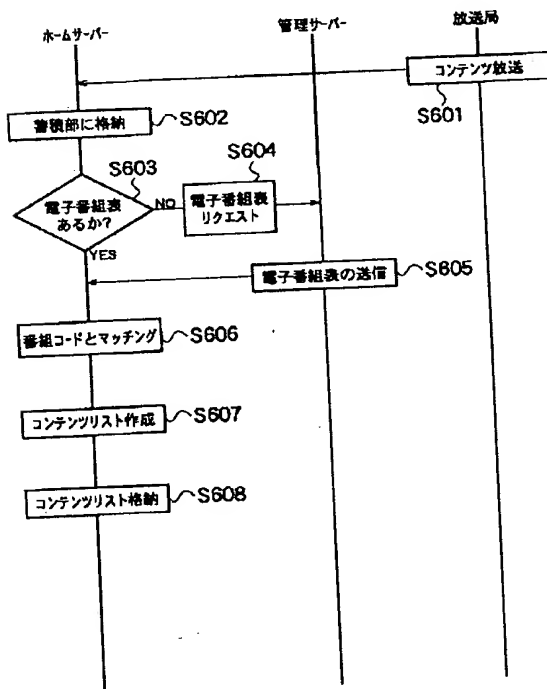 ホームサーバー
管理サーバー
放送局
コンテンツ放送
S601
蓄積部に格納
S602
S603
S604
電子番組表
あるか?
NO
電子番組表
リクエスト
YES
電子番組表の送信
S605
番組コードとマッチング
S606
コンテンツリスト作成
S607
コンテンツリスト格納
S608